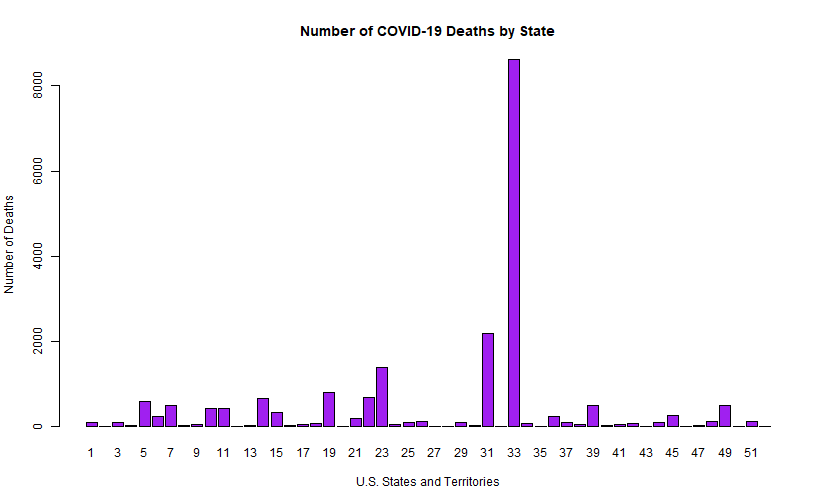 Number of COVID-19 Deaths by State
Number of Deaths
8000
6000
4000
2000
0
1 3 5 7 9 11 13 15 17 19 21 23 25 27 29 31 33 35 37 39 41 43 45 47 49 51
U.S. States and Territories